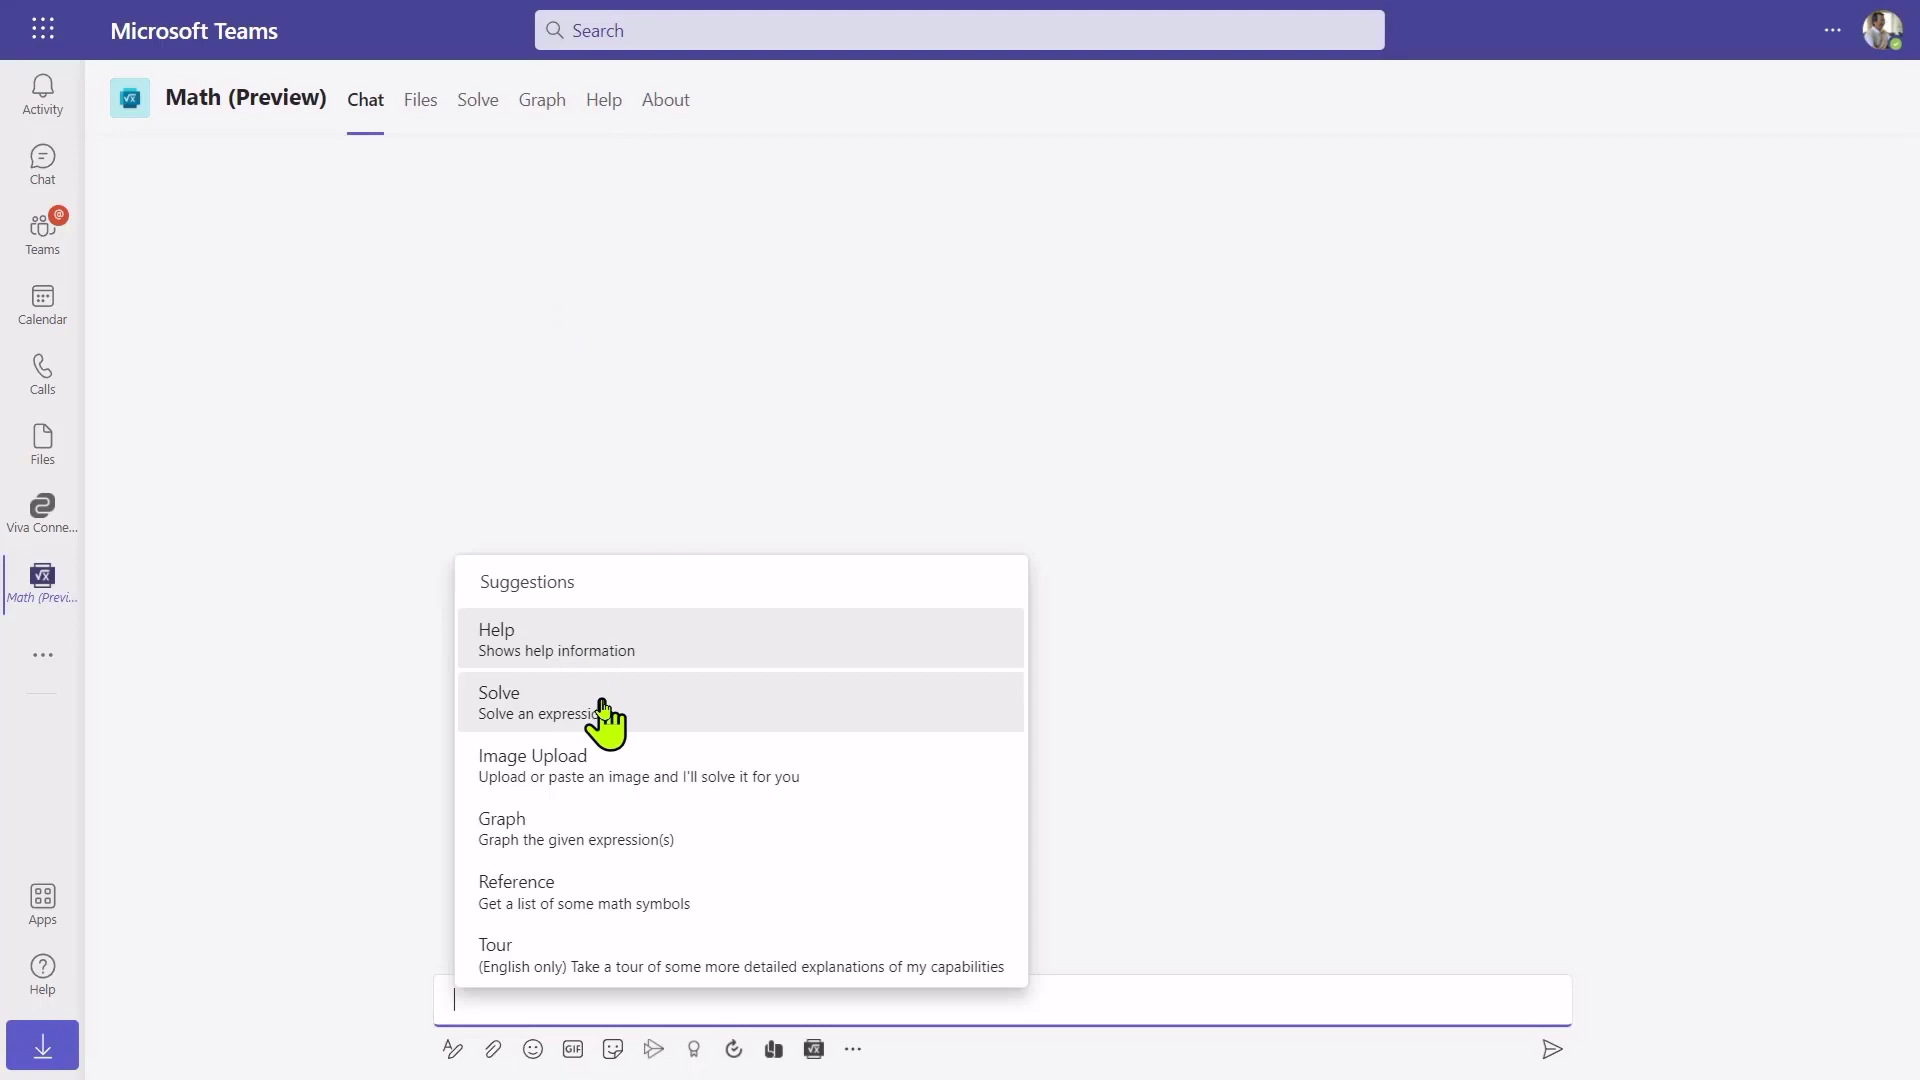 Microsoft Teams
Search
Activity
Chat
Teams
Calendar
Calls
Files
Viva Conne...
Math (Previ...
Apps
Help
Math (Preview)
Chat
Files
Solve
Graph
Help
About
Suggestions
Help
Shows help information
Solve
Solve an
Image Upload
Upload or paste an image and I'll solve it for you
Graph
Graph the given expression(s)
Reference
Get a list of some math symbols
Tour
(English only) Take a tour of some more detailed explanations of my capabilities
GIF